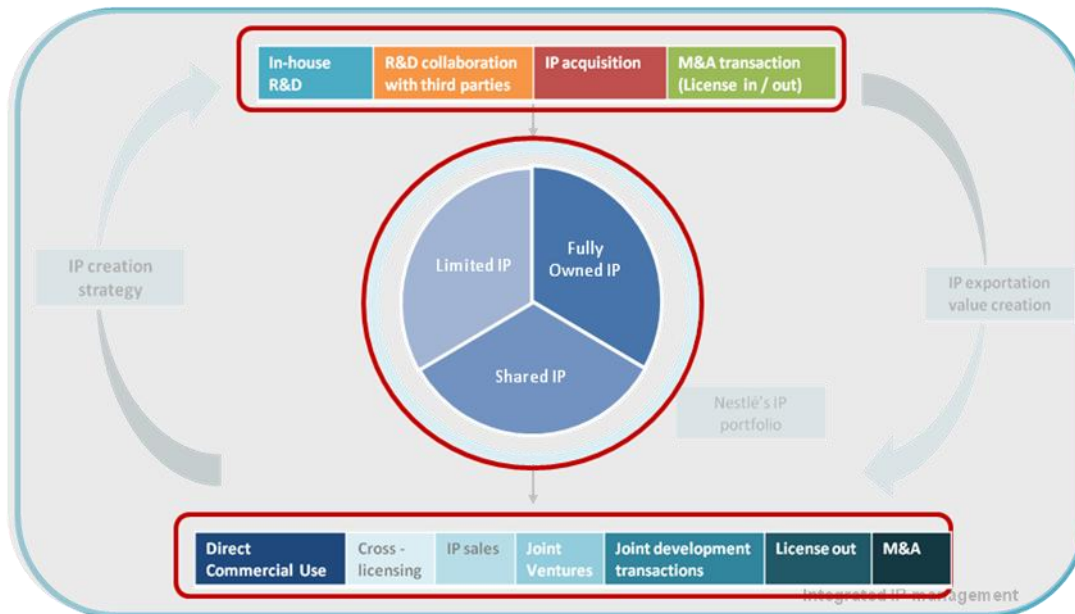 In-house
R&D
R&D collaboration
with third parties
IP acquisition
M&A transaction
(License in / out)
Limited IP
Fully
Owned IP
Shared IP
IP creation
strategy
IP exportation
value creation
Nestlé's IP
portfolio
Direct
Commercial Use
Cross -
licensing
IP sales
Joint
Ventures
Joint development
transactions
License out
M&A
Integrated IP management